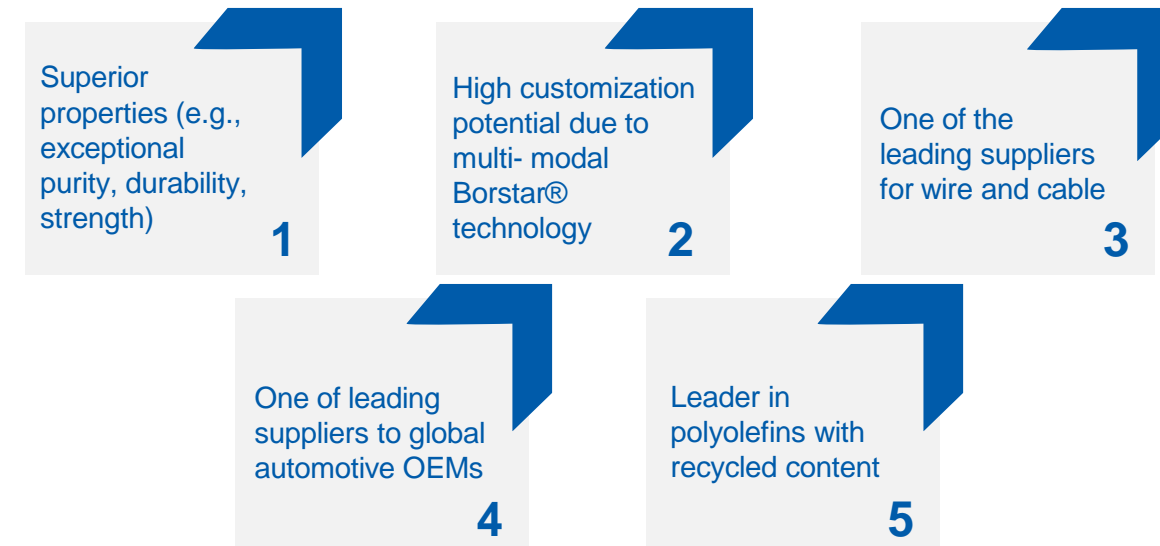 Superior
properties (e.g.,
exceptional
purity, durability,
strength)
1
High customization
potential due to
multi- modal
Borstar®
technology
2
One of the
leading suppliers
for wire and cable
3
One of leading
suppliers to global
automotive OEMs
4
Leader in
polyolefins with
recycled content
5